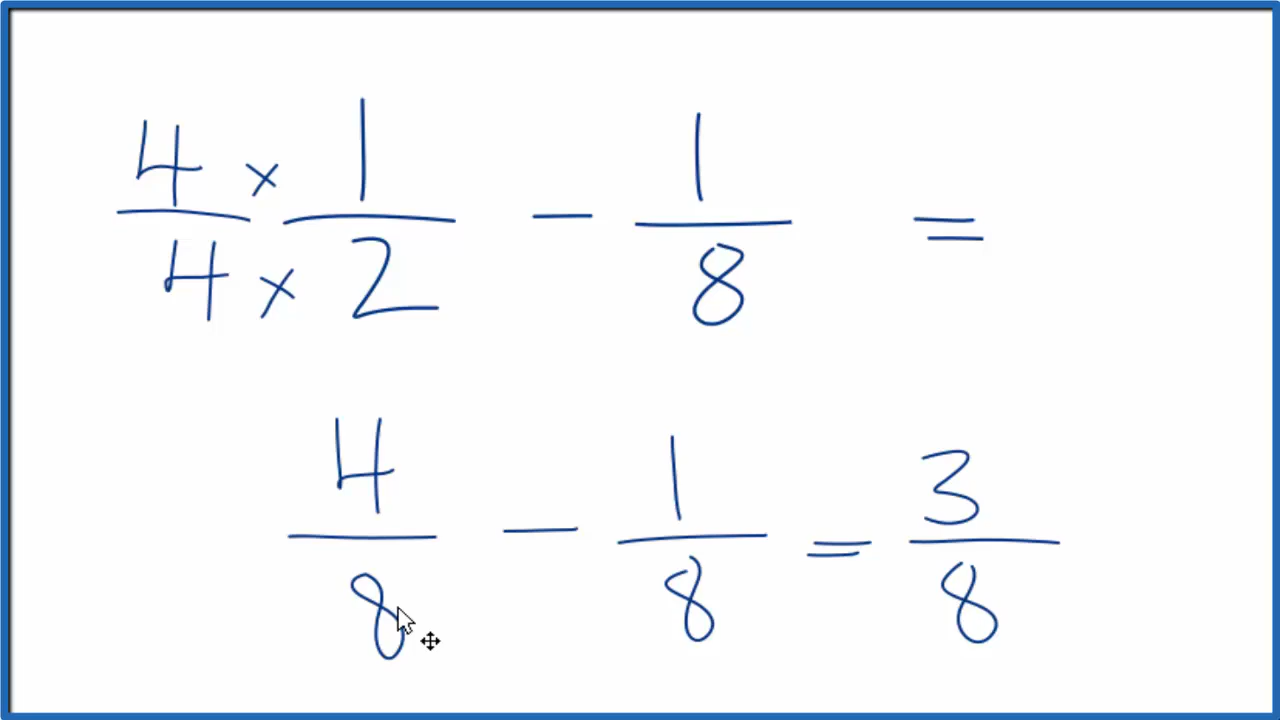 4/4 × 1/2 − 1/8 =
4/8 − 1/8 = 3/8